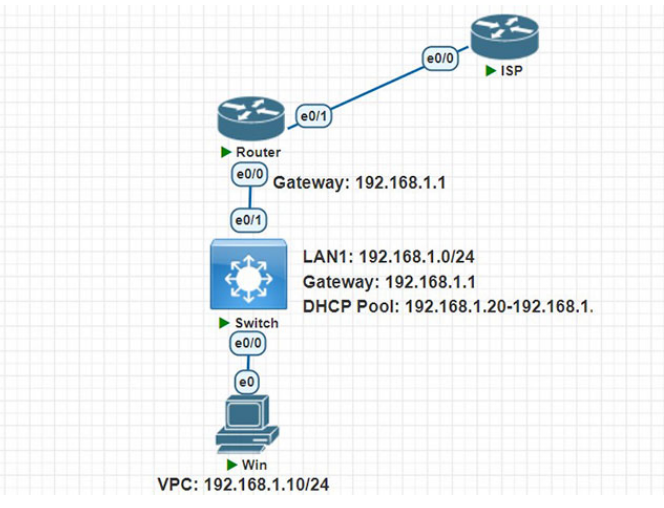 e0/0
ISP
e0/1
Router
e0/0
Gateway: 192.168.1.1
e0/1
LAN1: 192.168.1.0/24
Gateway: 192.168.1.1
DHCP Pool: 192.168.1.20-192.168.1.
Switch
e0/0
e0
Win
VPC: 192.168.1.10/24